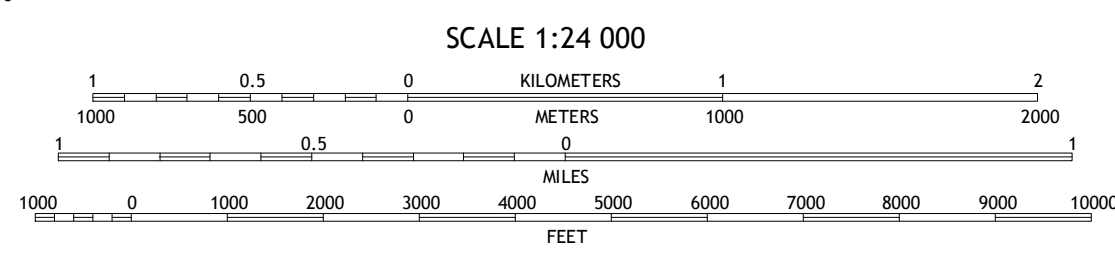 SCALE 1:24 000
1 0.5 0 KILOMETERS 1 2
1000 500 0 METERS 1000 2000
1 0.5 0 1
MILES
1000 0 1000 2000 3000 4000 5000 6000 7000 8000 9000 10000
FEET